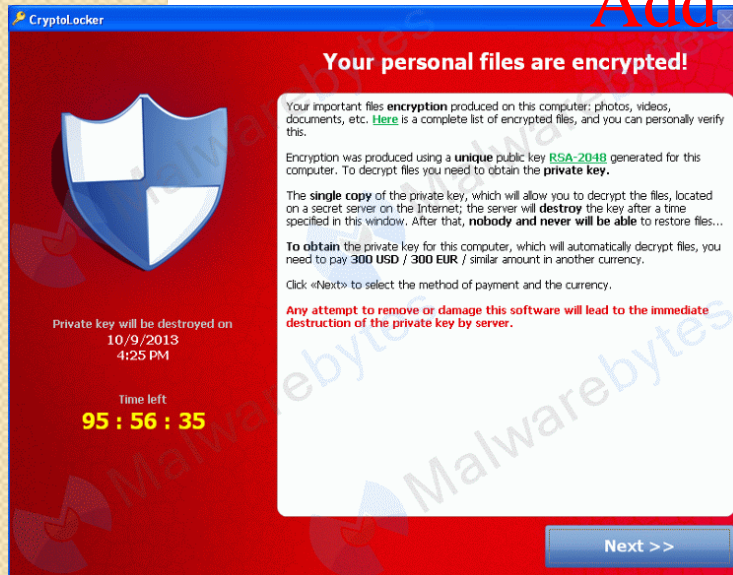 Add
CryptoLocker
Your personal files are encrypted!
Your important files encryption produced on this computer: photos, videos,
documents, etc. Here is a complete list of encrypted files, and you can personally verify
this.
Encryption was produced using a unique public key RSA-2048 generated for this
computer. To decrypt files you need to obtain the private key.
The single copy of the private key, which will allow you to decrypt the files, located
on a secret server on the Internet; the server will destroy the key after a time
specified in this window. After that, nobody and never will be able to restore files...
To obtain the private key for this computer, which will automatically decrypt files, you
need to pay 300 USD / 300 EUR / similar amount in another currency.
Click «Next» to select the method of payment and the currency.
Any attempt to remove or damage this software will lead to the immediate
destruction of the private key by server.
Private key will be destroyed on
10/9/2013
4:25 PM
Time left
95 : 56 : 35
Next >>
Malwarebytes
Malwarebytes
Malwarebytes